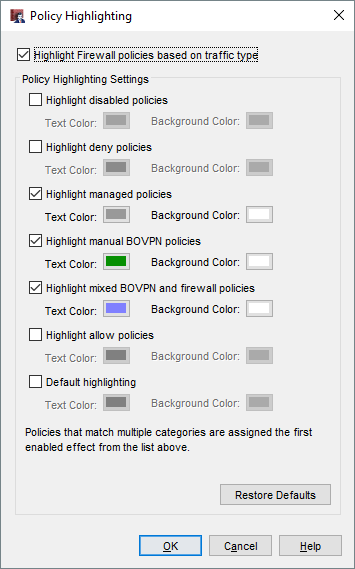 Policy Highlighting
Highlight Firewall policies based on traffic type
Policy Highlighting Settings
Highlight disabled policies
Text Color: Background Color:
Highlight deny policies
Text Color: Background Color:
Highlight managed policies
Text Color: Background Color:
Highlight manual BOVPN policies
Text Color: Background Color:
Highlight mixed BOVPN and firewall policies
Text Color: Background Color:
Highlight allow policies
Text Color: Background Color:
Default highlighting
Text Color: Background Color:
Policies that match multiple categories are assigned the first
enabled effect from the list above.
Restore Defaults
OK Cancel Help